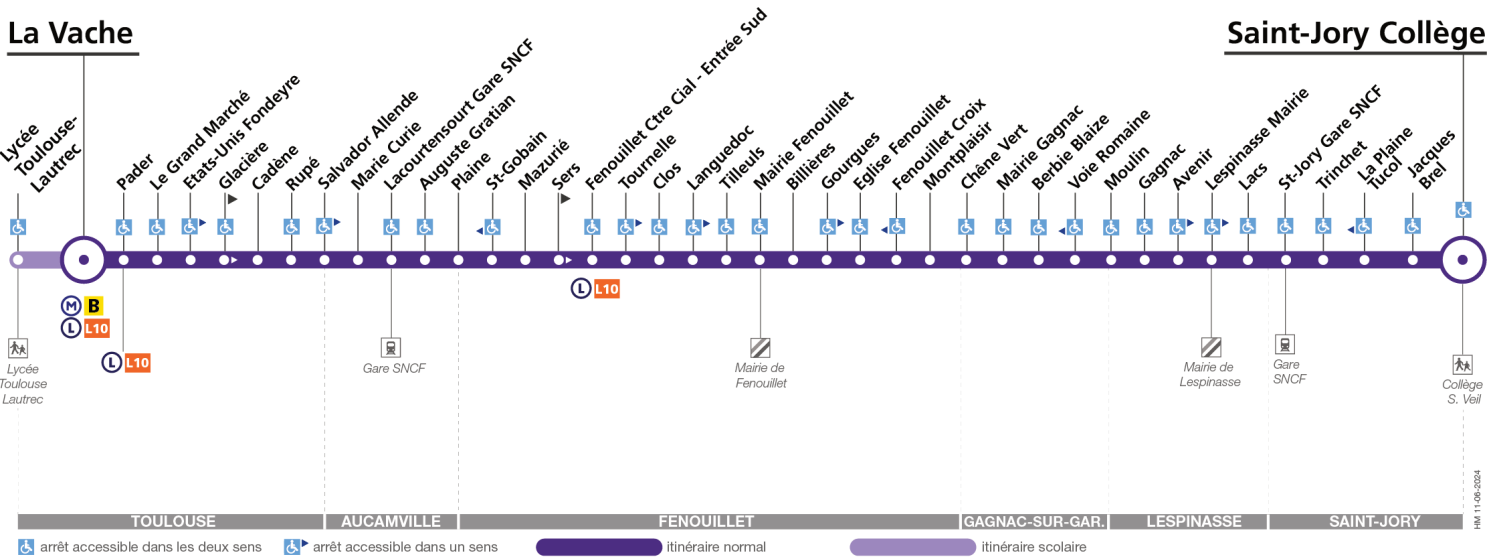 La Vache
Saint-Jory Collège
Lycée
Toulouse-
Lautrec
Pader
Le Grand Marché
Etats-Unis Fondeyre
Glacière
Cadène
Rupé
Salvador Allende
Marie Curie
Lacourtensourt Gare SNCF
Auguste Gratian
Plaine
St-Gobain
Mazurié
Sers
Fenouillet Ctre Cial - Entrée Sud
Tournelle
Clos
Languedoc
Tilleuls
Mairie Fenouillet
Billières
Gourgues
Eglise Fenouillet
Fenouillet Croix
Montplaisir
Chêne Vert
Mairie Gagnac
Berbie Blaize
Voie Romaine
Moulin
Gagnac
Avenir
Lespinasse Mairie
Lacs
St-Jory Gare SNCF
Trinchet
La Plaine
Tucol
Jacques
Brel
M B
L L10
L L10
L L10
Lycée
Toulouse
Lautrec
Gare SNCF
Mairie de
Fenouillet
Mairie de
Lespinasse
Gare
SNCF
Collège
S. Veil
HM 11-06-2024
TOULOUSE
AUCAMVILLE
FENOUILLET
GAGNAC-SUR-GAR.
LESPINASSE
SAINT-JORY
arrêt accessible dans les deux sens
arrêt accessible dans un sens
itinéraire normal
itinéraire scolaire